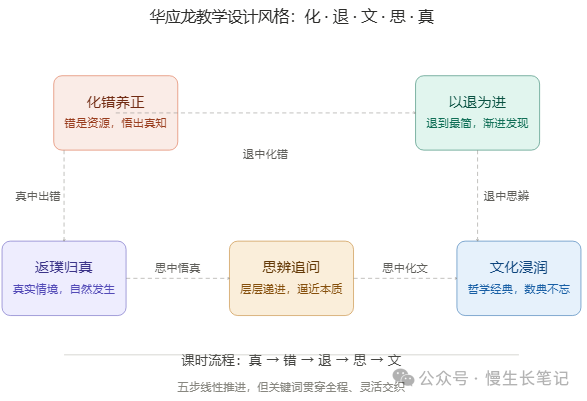 华应龙教学设计风格：化 · 退 · 文 · 思 · 真
化错养正
错是资源，悟出真知
以退为进
退到最简，渐进发现
退中化错
真中出错
退中思辨
返璞归真
真实情境，自然发生
思中悟真
思辨追问
层层递进，逼近本质
思中化文
文化浸润
哲学经典，数典不忘
课时流程：真 → 错 → 退 → 思 → 文
公众号 · 慢生长笔记
五步线性推进，但关键词贯穿全程、灵活交织